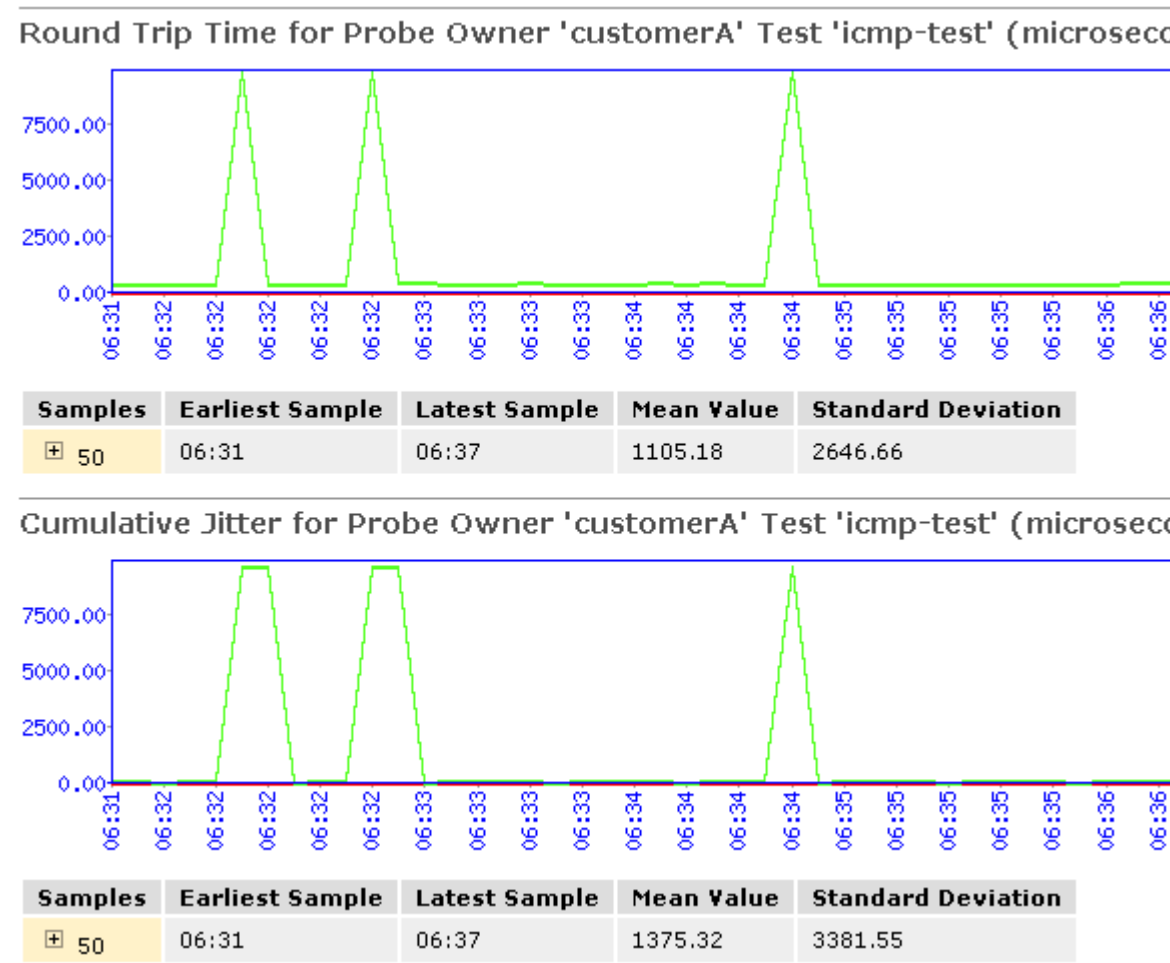 Round Trip Time for Probe Owner 'customerA' Test 'icmp-test' (microsec
7500.00
5000.00
2500.00
0.00
06:31 06:32 06:32 06:32 06:32 06:32 06:33 06:33 06:33 06:33 06:34 06:34 06:34 06:34 06:35 06:35 06:35 06:35 06:35 06:36 06:36
Samples Earliest Sample Latest Sample Mean Value Standard Deviation
50 06:31 06:37 1105.18 2646.66
Cumulative Jitter for Probe Owner 'customerA' Test 'icmp-test' (microsec
7500.00
5000.00
2500.00
0.00
06:31 06:32 06:32 06:32 06:32 06:32 06:33 06:33 06:33 06:33 06:34 06:34 06:34 06:34 06:35 06:35 06:35 06:35 06:35 06:36 06:36
Samples Earliest Sample Latest Sample Mean Value Standard Deviation
50 06:31 06:37 1375.32 3381.55